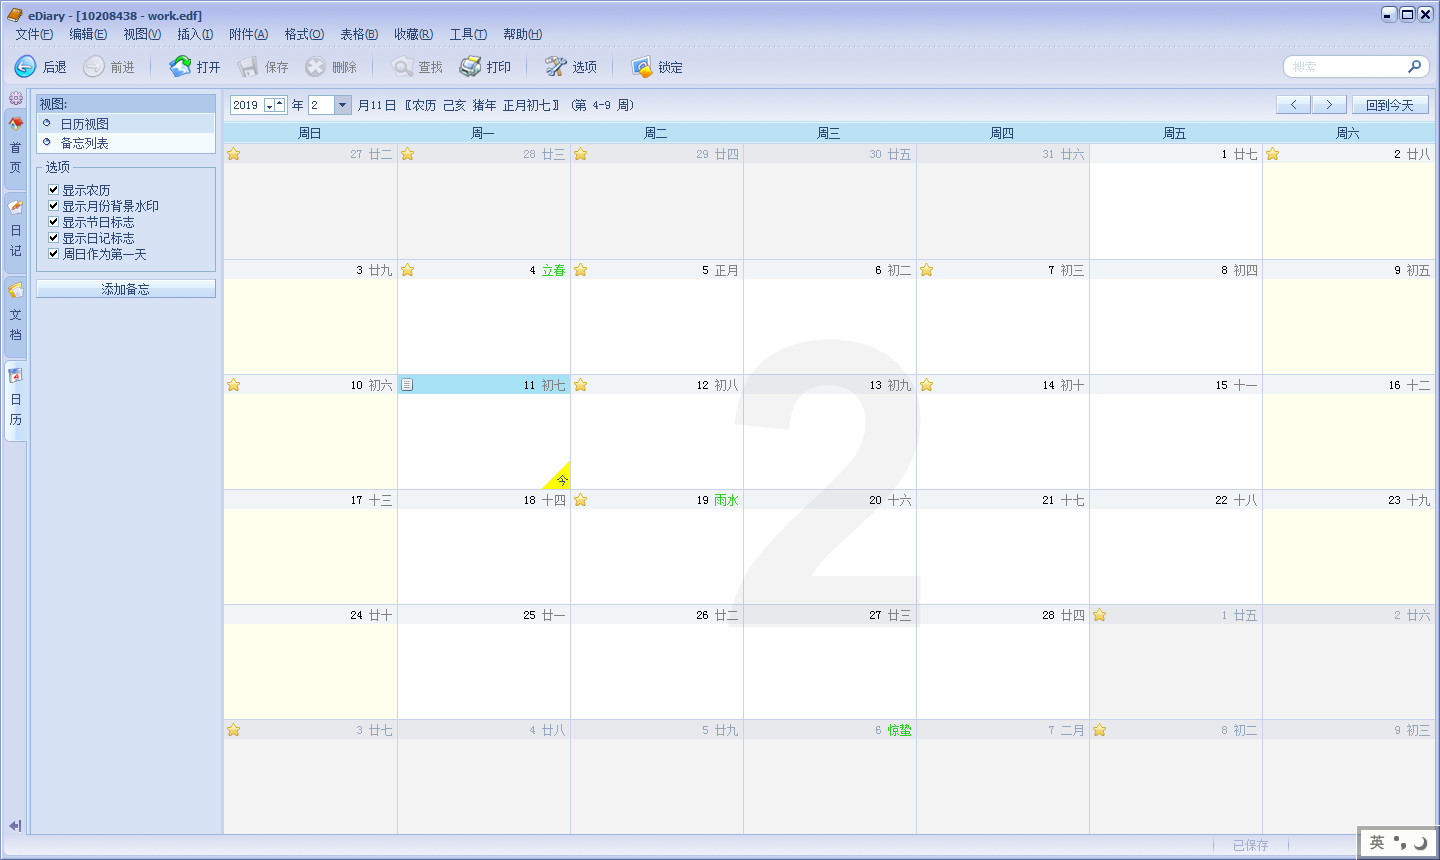 eDiary - [10208438 - work.edf]
文件(F) 编辑(E) 视图(V) 插入(I) 附件(A) 格式(O) 表格(B) 收藏(R) 工具(T) 帮助(H)
后退 前进 打开 保存 删除 查找 打印 选项 锁定 搜索
首页
日记
文档
日历
视图:
日历视图
备忘列表
选项
显示农历
显示月份背景水印
显示节日标志
显示日记标志
周日作为第一天
添加备忘
2019 年 2 月11日 〖农历 己亥 猪年 正月初七〗 (第 4-9 周) 回到今天
周日 周一 周二 周三 周四 周五 周六
27 廿二 28 廿三 29 廿四 30 廿五 31 廿六 1 廿七 2 廿八
3 廿九 4 立春 5 正月 6 初二 7 初三 8 初四 9 初五
10 初六 11 初七 12 初八 13 初九 14 初十 15 十一 16 十二
今
2
17 十三 18 十四 19 雨水 20 十六 21 十七 22 十八 23 十九
24 廿十 25 廿一 26 廿二 27 廿三 28 廿四 1 廿五 2 廿六
3 廿七 4 廿八 5 廿九 6 惊蛰 7 二月 8 初二 9 初三
已保存
英